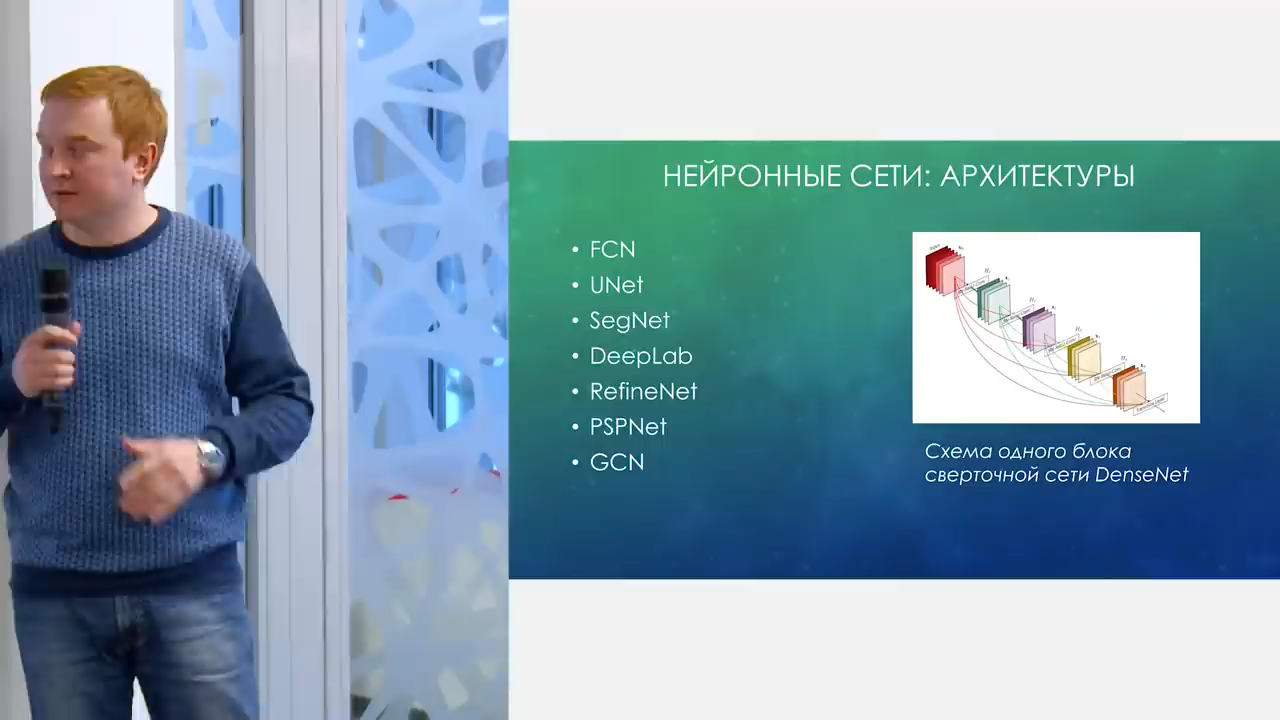 НЕЙРОННЫЕ СЕТИ: АРХИТЕКТУРЫ
• FCN
• UNet
• SegNet
• DeepLab
• RefineNet
• PSPNet
• GCN
Схема одного блока
сверточной сети DenseNet